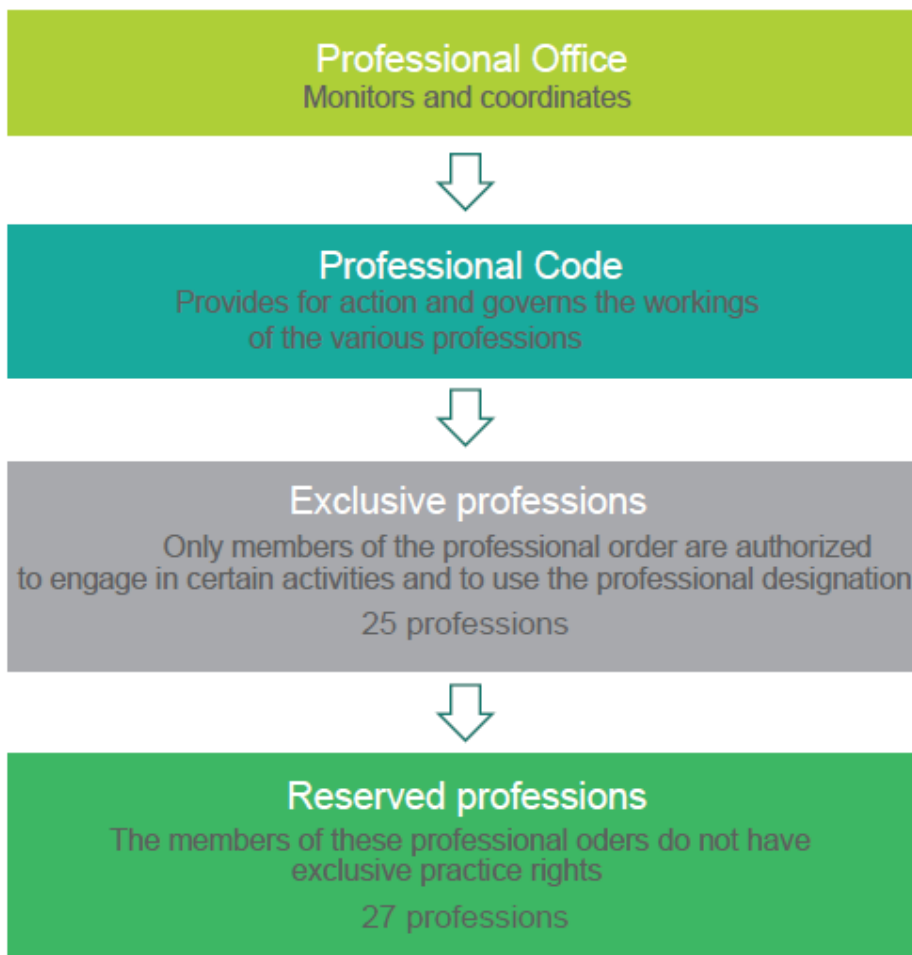 Professional Office
Monitors and coordinates
Professional Code
Provides for action and governs the workings
of the various professions
Exclusive professions
Only members of the professional order are authorized
to engage in certain activities and to use the professional designation
25 professions
Reserved professions
The members of these professional oders do not have
exclusive practice rights
27 professions